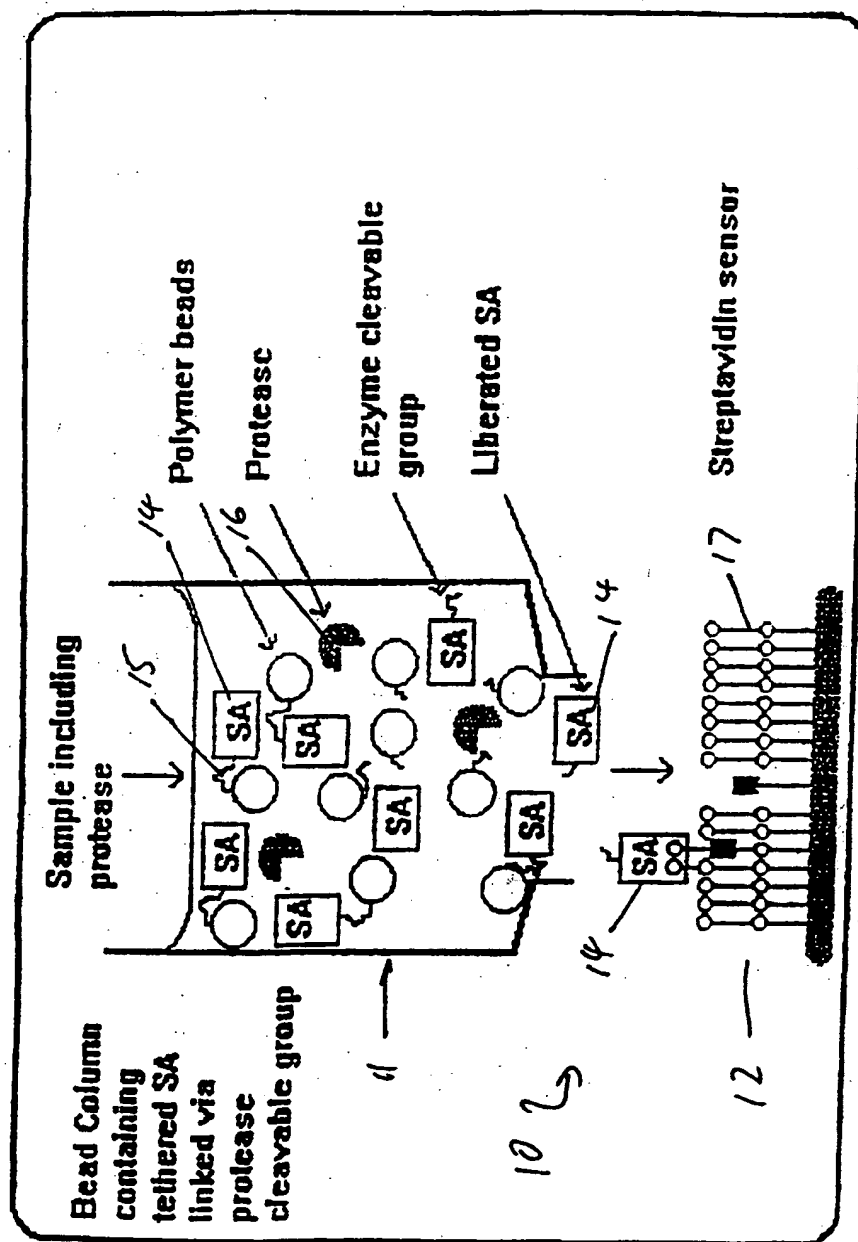 Bead Column
containing
tethered SA
linked via
protease
cleavable group
Sample including
protease
15
14
Polymer beads
16
Protease
Enzyme cleavable
group
Liberated SA
SA
SA
SA
SA
SA
SA
SA
SA
14
11
10
SA
14
12
17
Streptavidin sensor